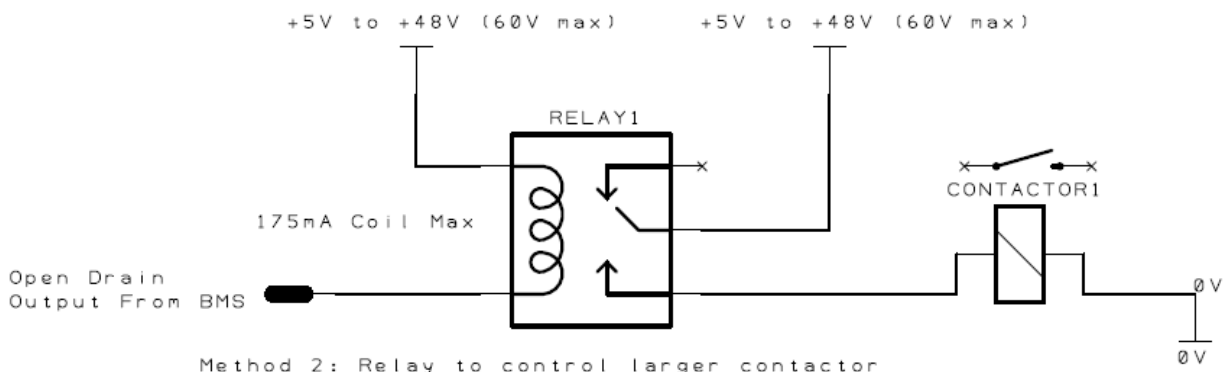 +5V to +48V (60V max)
+5V to +48V (60V max)
RELAY1
CONTACTOR1
175mA Coil Max
Open Drain
Output From BMS
0V
0V
Method 2: Relay to control larger contactor